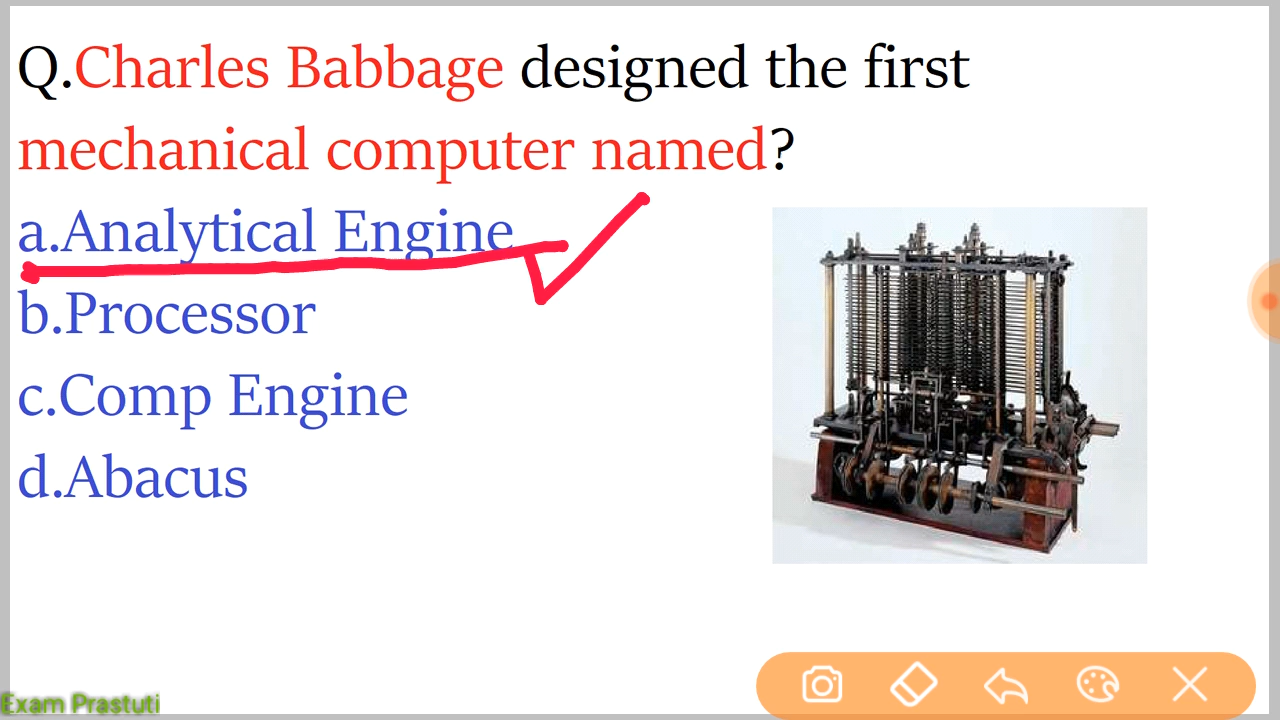 Q.Charles Babbage designed the first
mechanical computer named?
a.Analytical Engine
b.Processor
c.Comp Engine
d.Abacus
Exam Prastuti